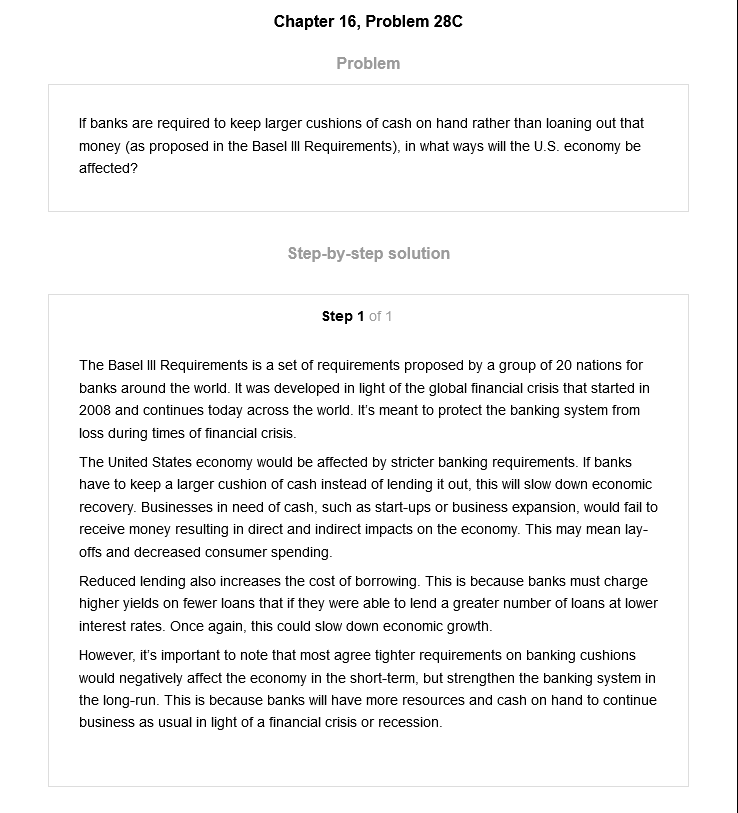 Chapter 16, Problem 28C
Problem
If banks are required to keep larger cushions of cash on hand rather than loaning out that
money (as proposed in the Basel III Requirements), in what ways will the U.S. economy be
affected?
Step-by-step solution
Step 1 of 1
The Basel III Requirements is a set of requirements proposed by a group of 20 nations for
banks around the world. It was developed in light of the global financial crisis that started in
2008 and continues today across the world. It's meant to protect the banking system from
loss during times of financial crisis.
The United States economy would be affected by stricter banking requirements. If banks
have to keep a larger cushion of cash instead of lending it out, this will slow down economic
recovery. Businesses in need of cash, such as start-ups or business expansion, would fail to
receive money resulting in direct and indirect impacts on the economy. This may mean lay-
offs and decreased consumer spending.
Reduced lending also increases the cost of borrowing. This is because banks must charge
higher yields on fewer loans that if they were able to lend a greater number of loans at lower
interest rates. Once again, this could slow down economic growth.
However, it's important to note that most agree tighter requirements on banking cushions
would negatively affect the economy in the short-term, but strengthen the banking system in
the long-run. This is because banks will have more resources and cash on hand to continue
business as usual in light of a financial crisis or recession.